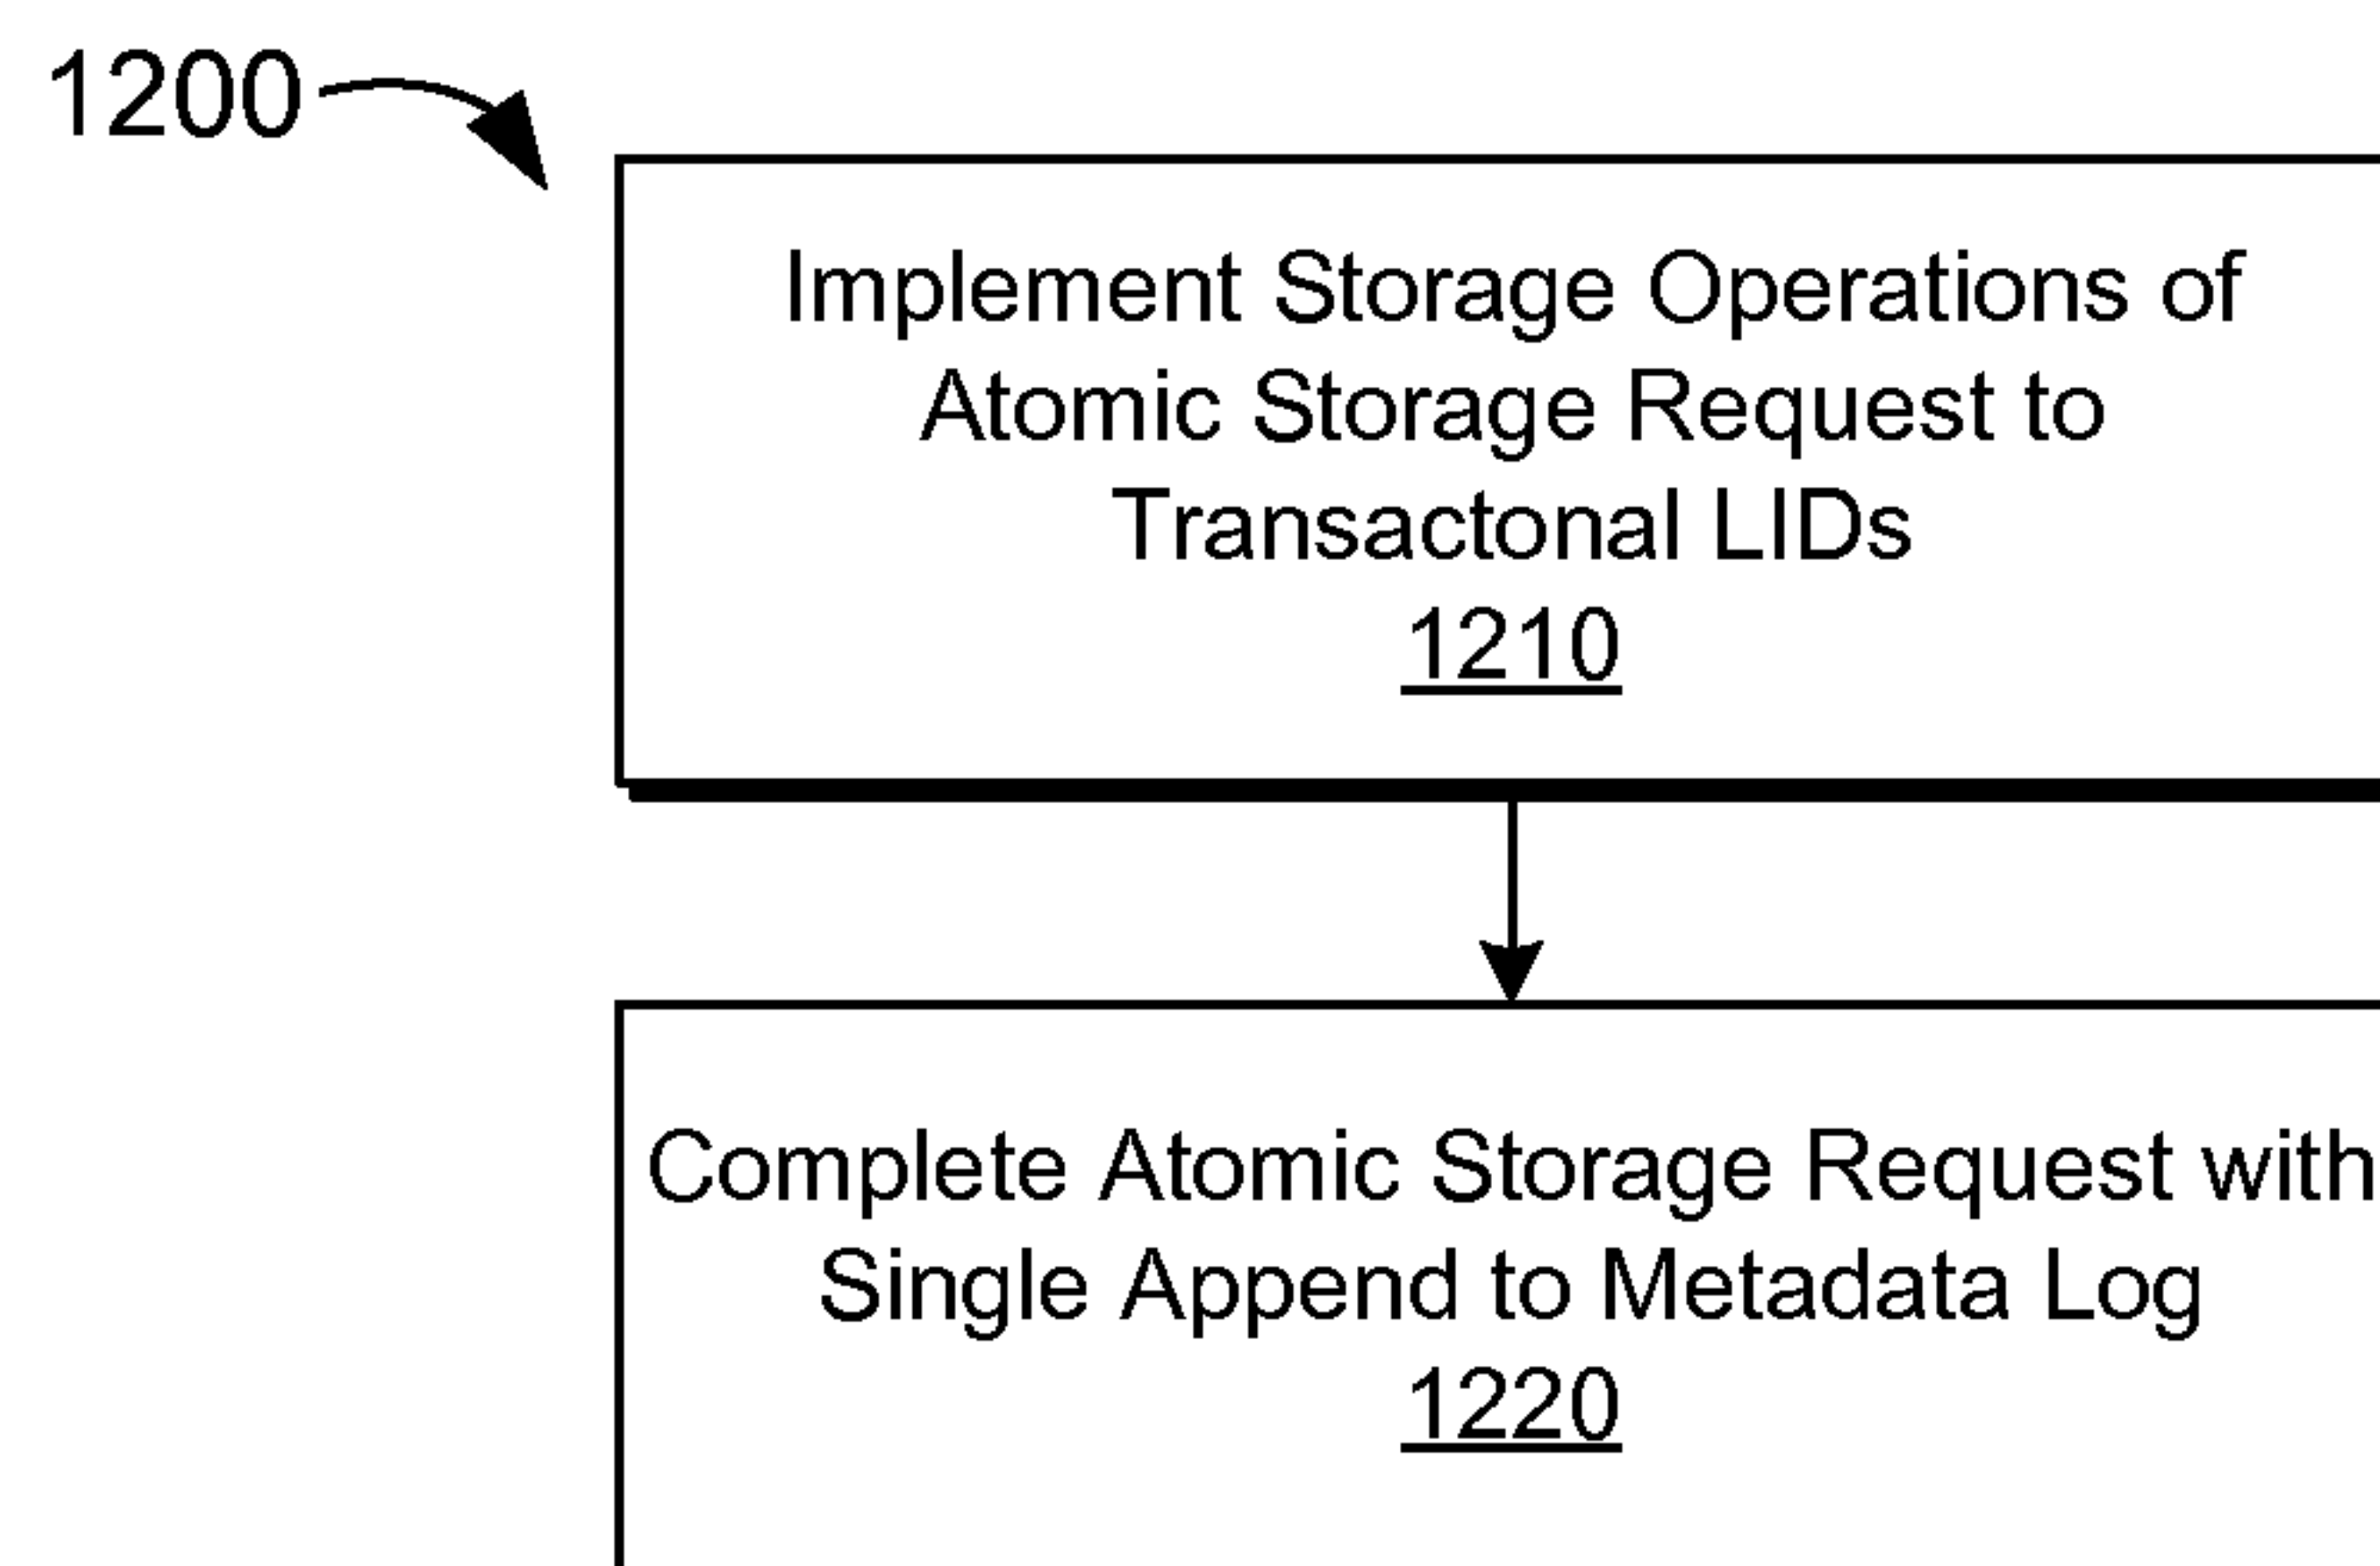 1200
Implement Storage Operations of
Atomic Storage Request to
Transactonal LIDs
1210
Complete Atomic Storage Request with
Single Append to Metadata Log
1220